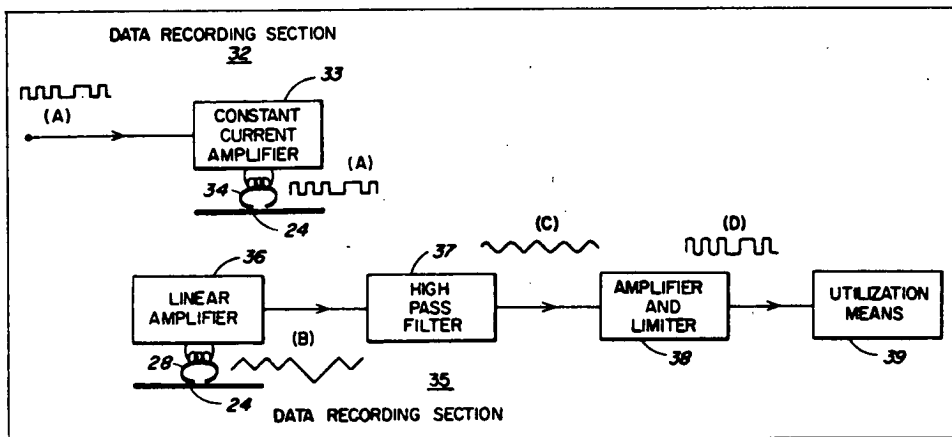 DATA RECORDING SECTION
32
33
(A)
CONSTANT
CURRENT
AMPLIFIER
(A)
34
24
(C)
(D)
36
37
LINEAR
AMPLIFIER
HIGH
PASS
FILTER
AMPLIFIER
AND
LIMITER
UTILIZATION
MEANS
(B)
28
38
39
24
35
DATA RECORDING SECTION